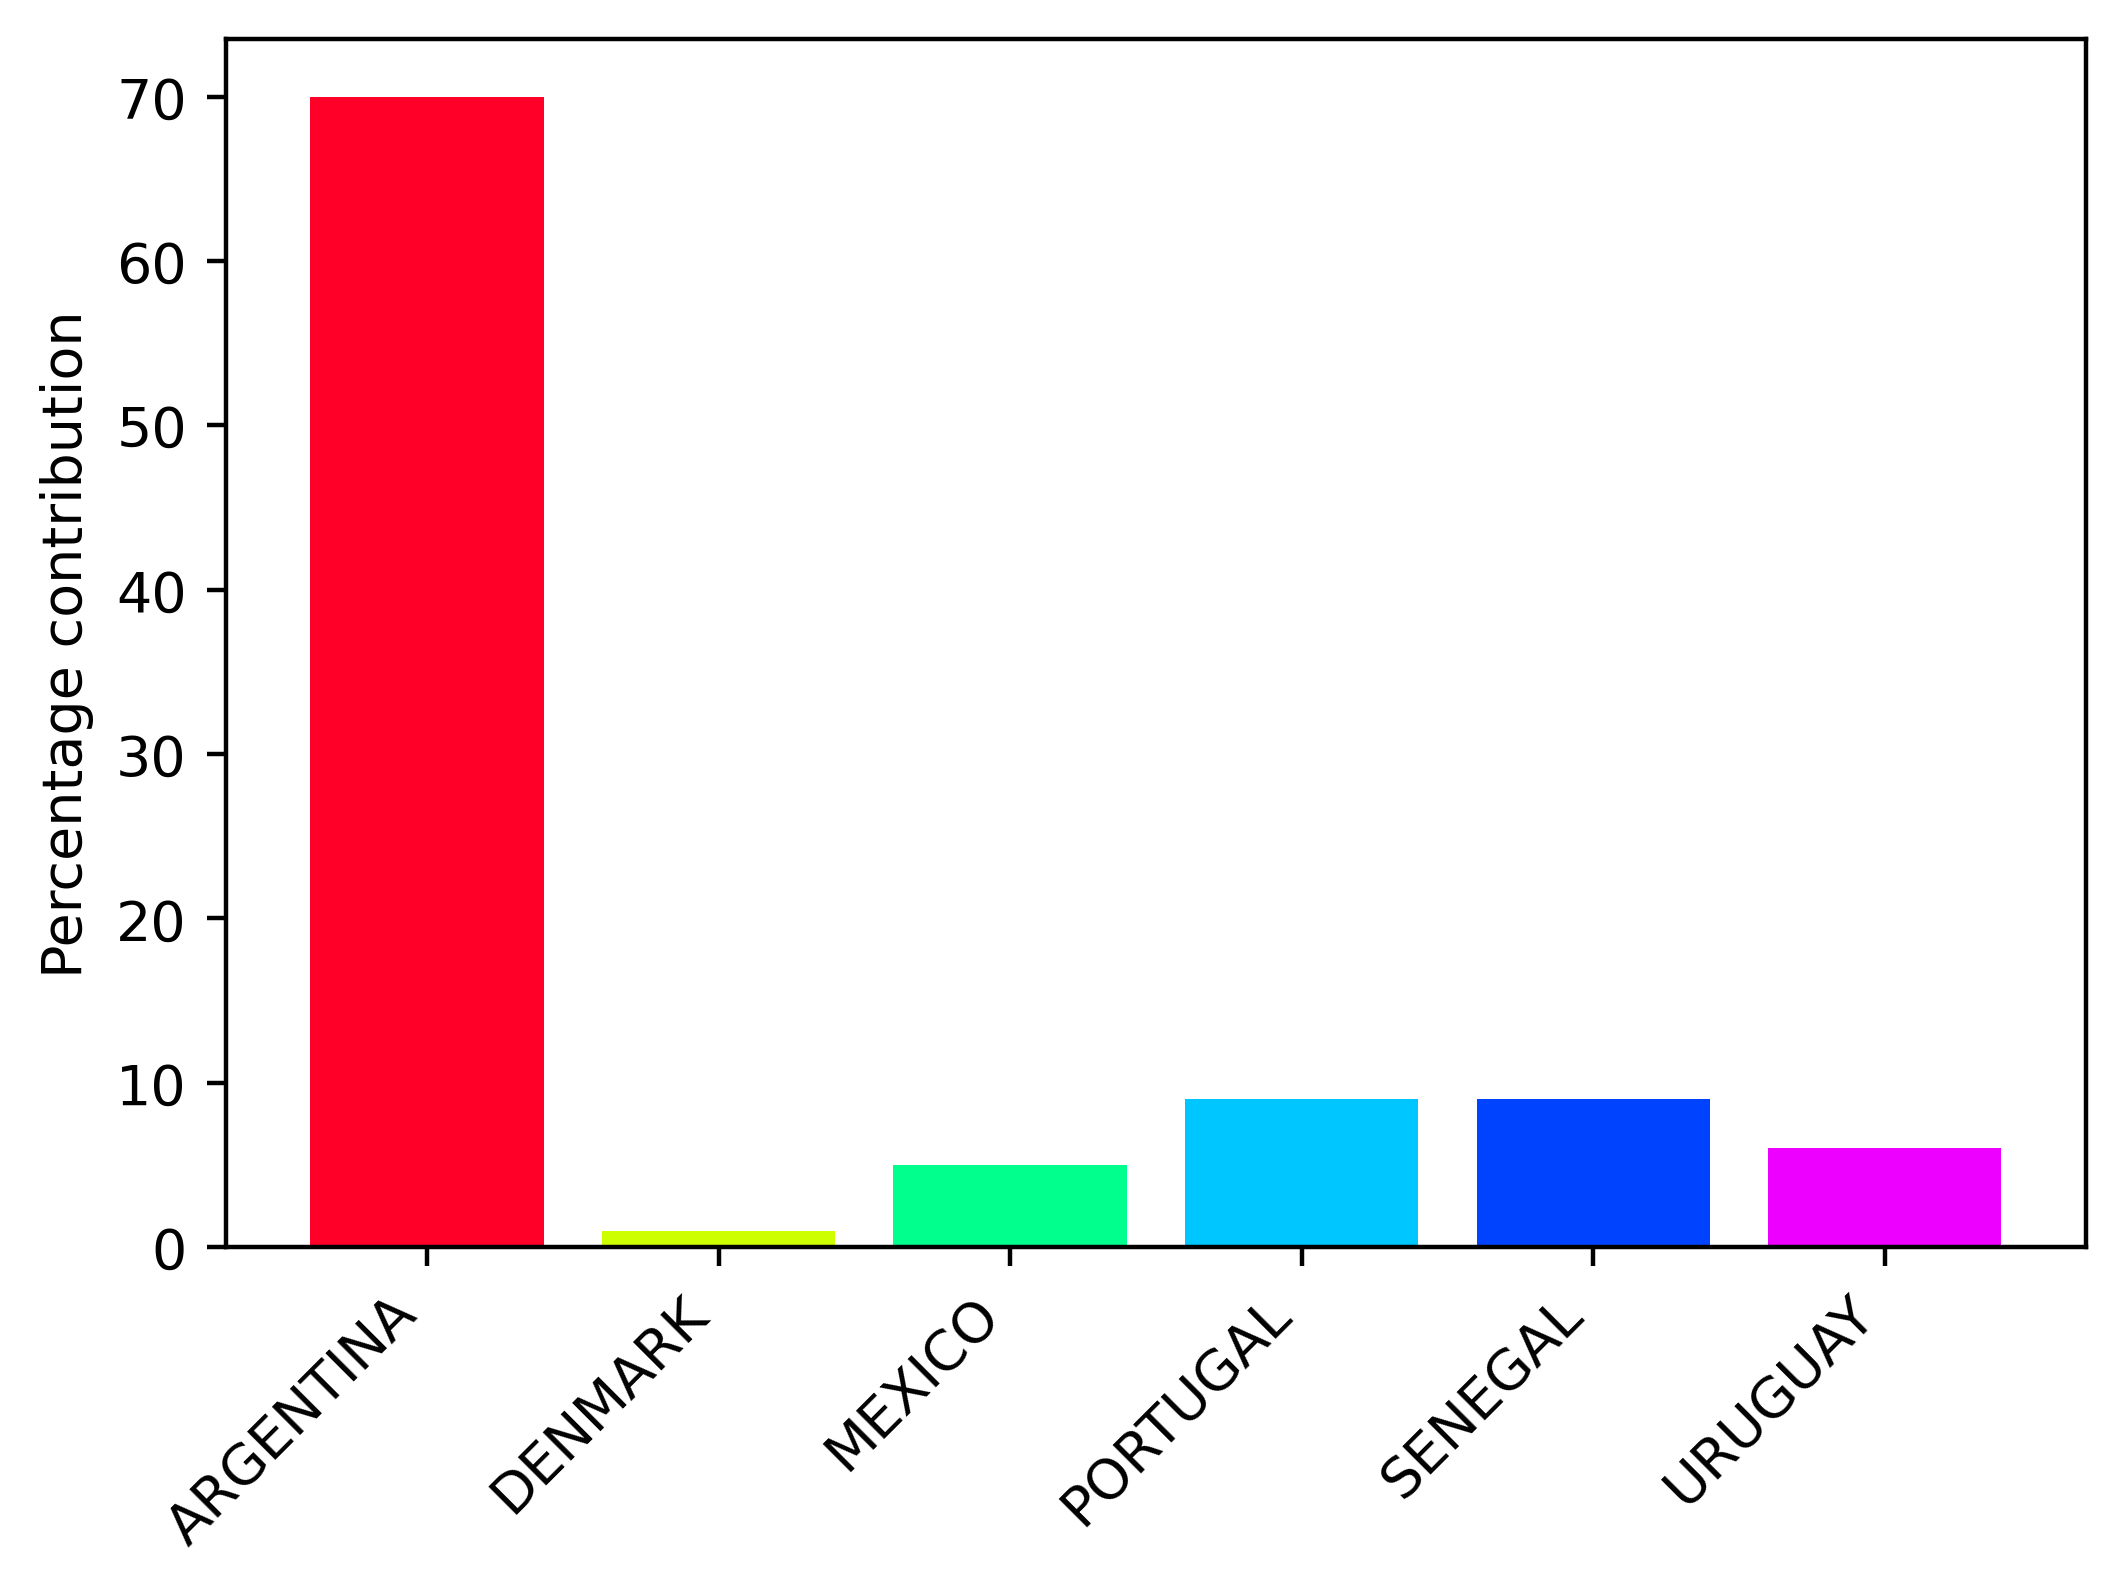 Percentage contribution
70
60
50
40
30
20
10
0
ARGENTINA
DENMARK
MEXICO
PORTUGAL
SENEGAL
URUGUAY